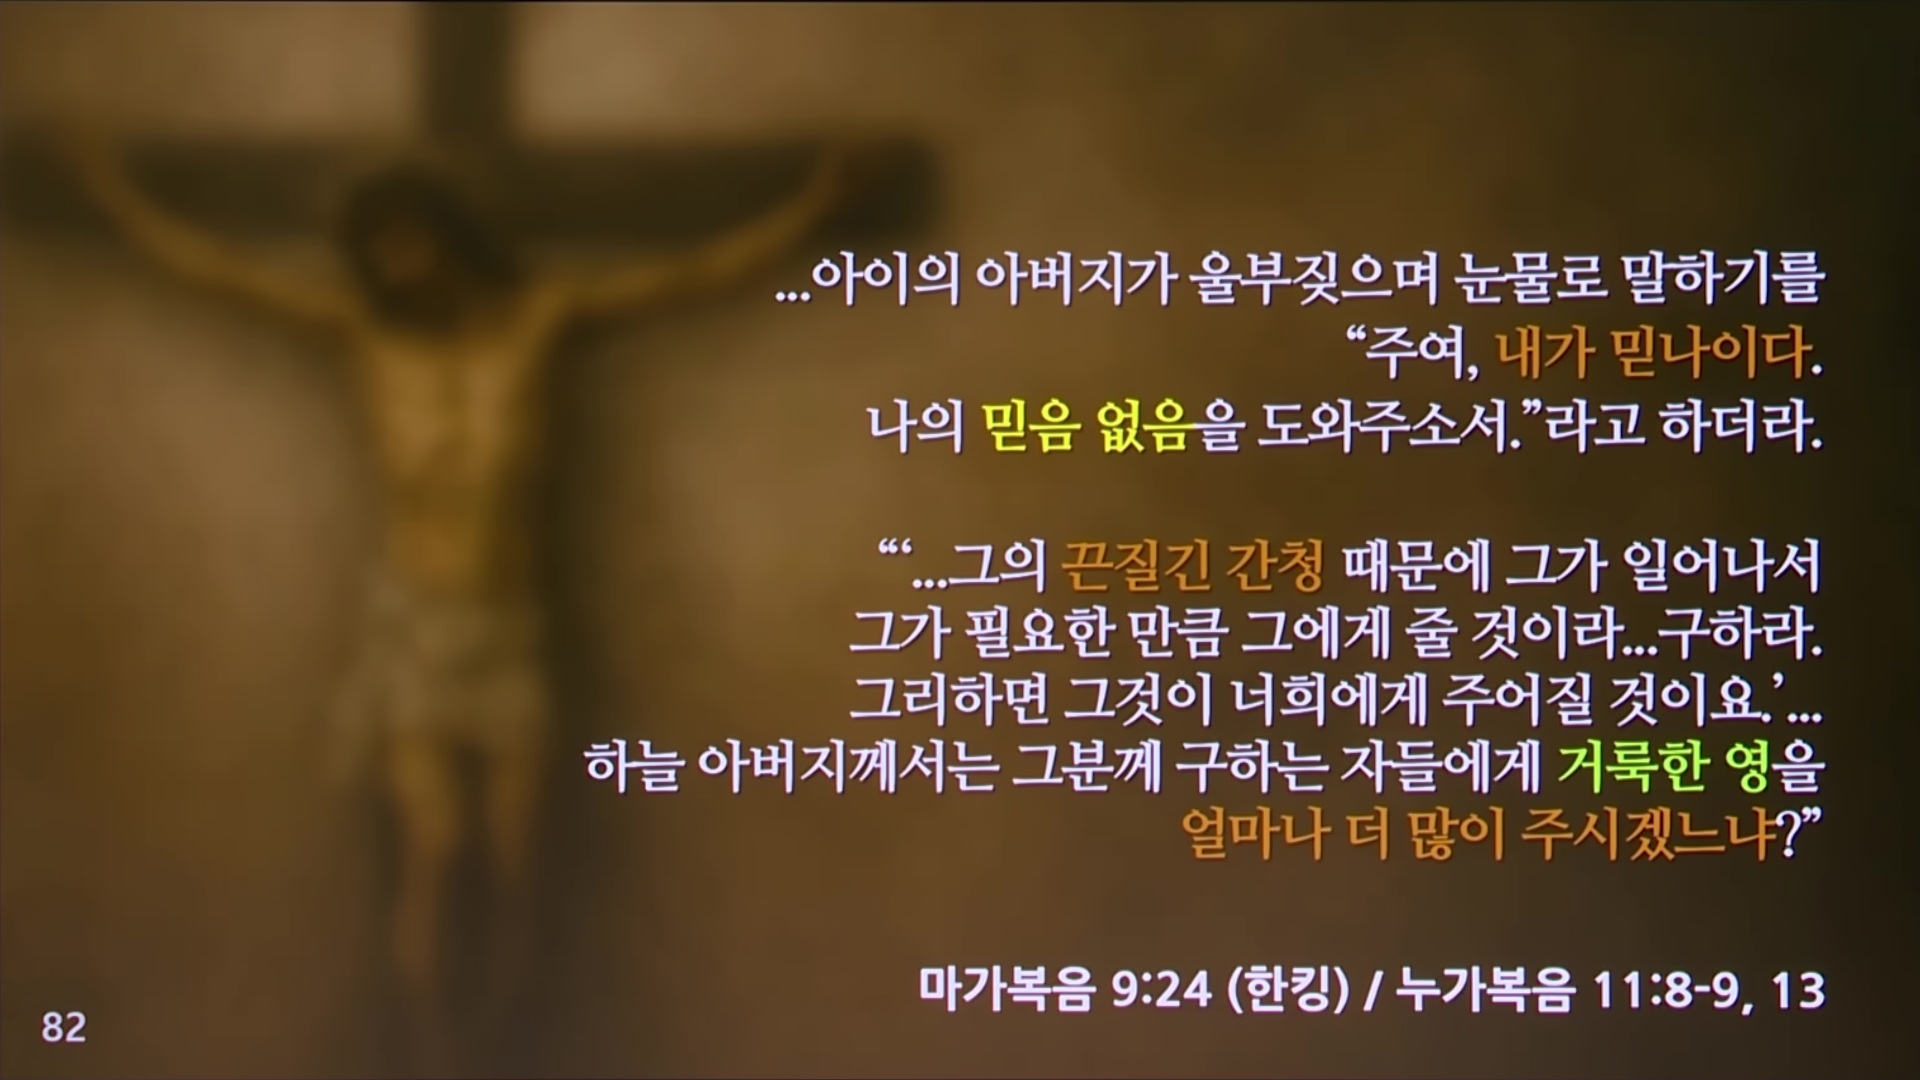 ...아이의 아버지가 울부짖으며 눈물로 말하기를
“주여, 내가 믿나이다.
나의 믿음 없음을 도와주소서.”라고 하더라.
“‘...그의 끈질긴 간청 때문에 그가 일어나서
그가 필요한 만큼 그에게 줄 것이라...구하라.
그리하면 그것이 너희에게 주어질 것이요.’...
하늘 아버지께서는 그분께 구하는 자들에게 거룩한 영을
얼마나 더 많이 주시겠느냐?”
마가복음 9:24 (한킹) / 누가복음 11:8-9, 13
82